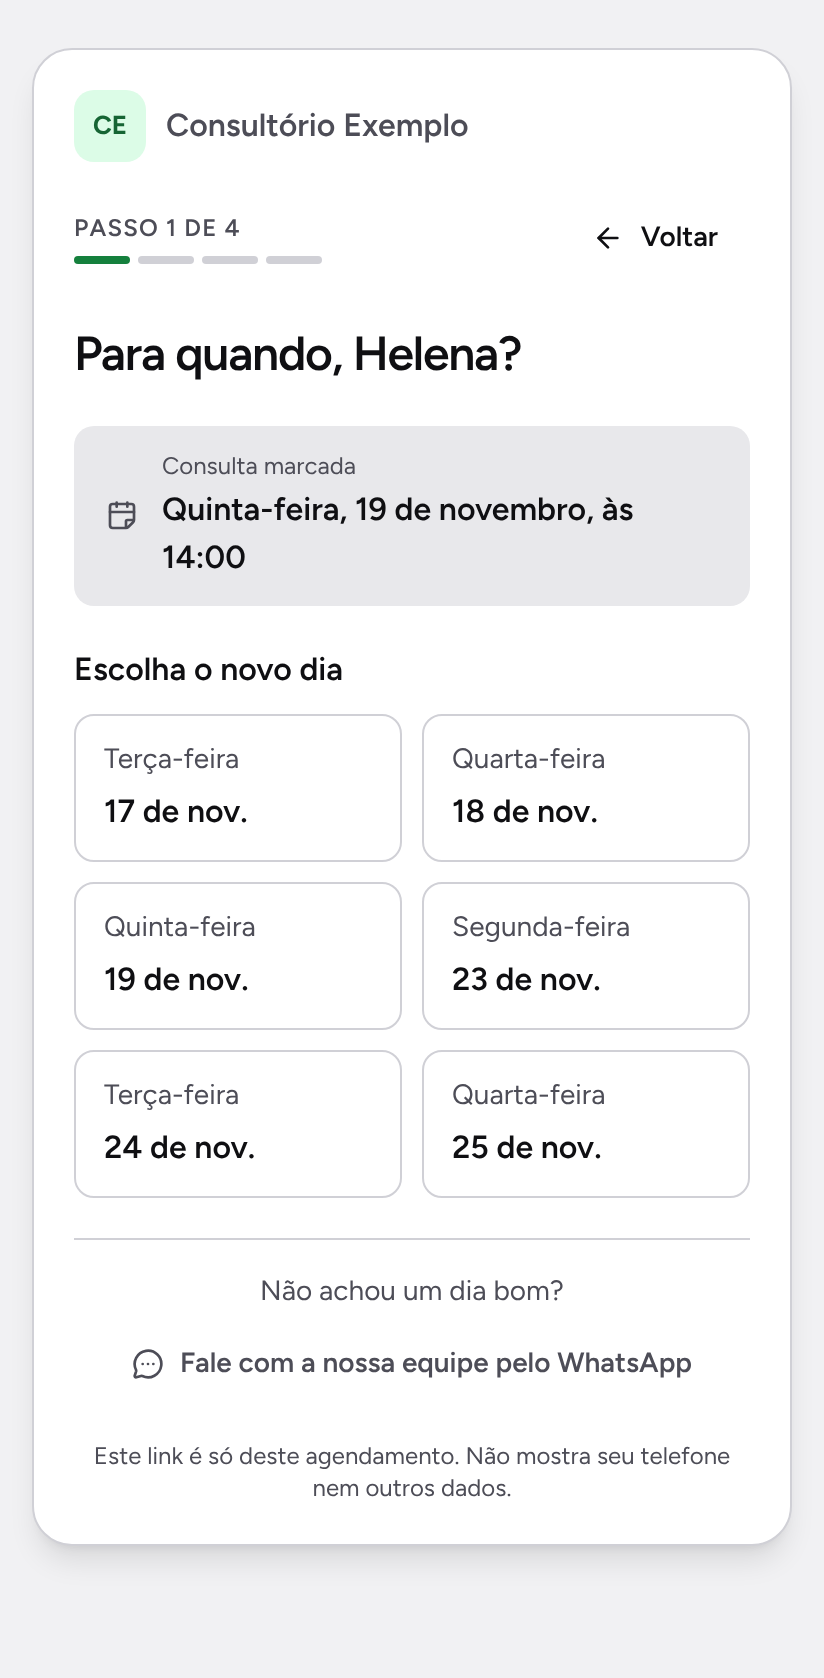 CE
Consultório Exemplo
PASSO 1 DE 4
Voltar
Para quando, Helena?
Consulta marcada
Quinta-feira, 19 de novembro, às
14:00
Escolha o novo dia
Terça-feira
17 de nov.
Quarta-feira
18 de nov.
Quinta-feira
19 de nov.
Segunda-feira
23 de nov.
Terça-feira
24 de nov.
Quarta-feira
25 de nov.
Não achou um dia bom?
Fale com a nossa equipe pelo WhatsApp
Este link é só deste agendamento. Não mostra seu telefone
nem outros dados.